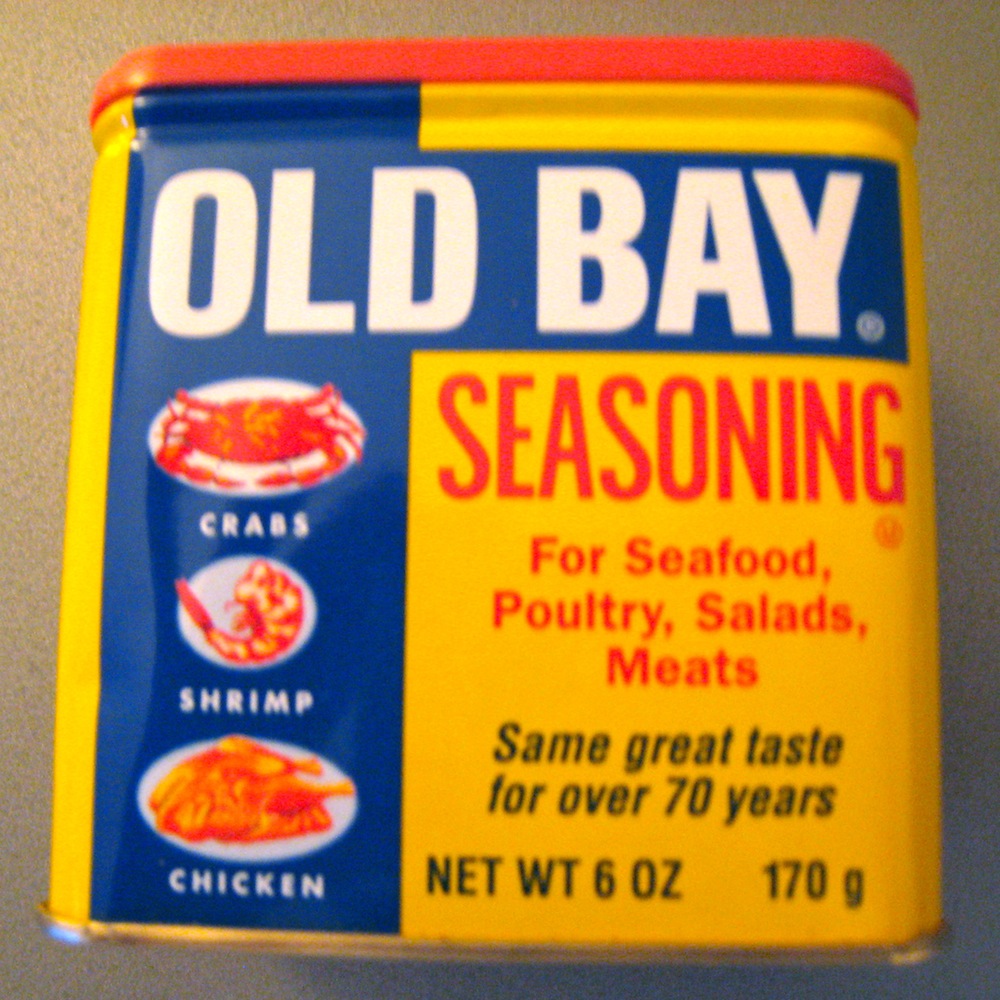 OLD BAY®
SEASONING
For Seafood,
Poultry, Salads,
Meats
Same great taste
for over 70 years
NET WT 6 OZ 170 g
CRABS
SHRIMP
CHICKEN